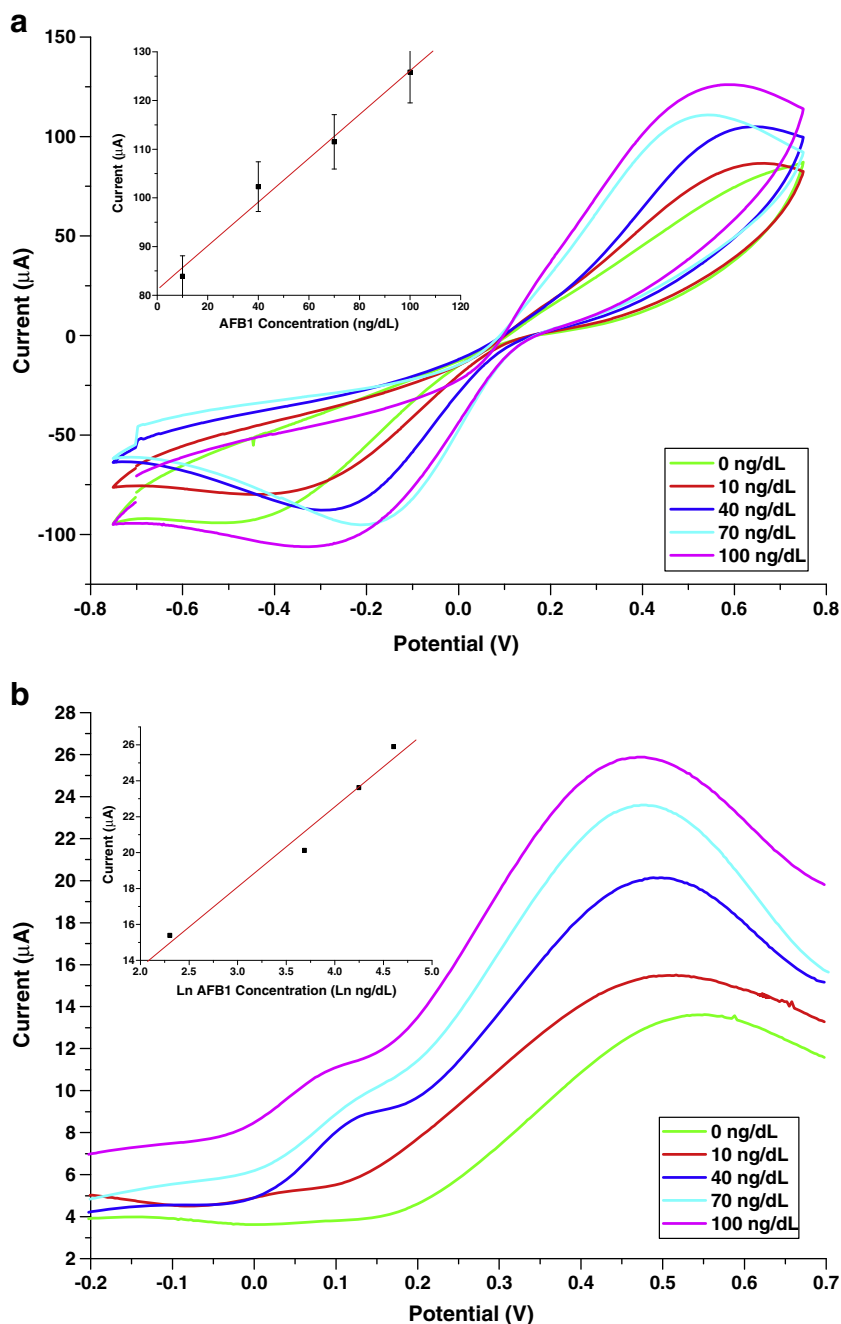 a
150
100
50
0
-50
-100
Current (μA)
-0.8 -0.6 -0.4 -0.2 0.0 0.2 0.4 0.6 0.8
Potential (V)
130
125
120
115
110
105
100
95
90
85
80
Current (μA)
0 20 40 60 80 100 120
AFB1 Concentration (ng/dL)
0 ng/dL
10 ng/dL
40 ng/dL
70 ng/dL
100 ng/dL
b
28
26
24
22
20
18
16
14
12
10
8
6
4
2
Current (μA)
-0.2 -0.1 0.0 0.1 0.2 0.3 0.4 0.5 0.6 0.7
Potential (V)
26
24
22
20
18
16
14
Current (μA)
2.0 2.5 3.0 3.5 4.0 4.5 5.0
Ln AFB1 Concentration (Ln ng/dL)
0 ng/dL
10 ng/dL
40 ng/dL
70 ng/dL
100 ng/dL